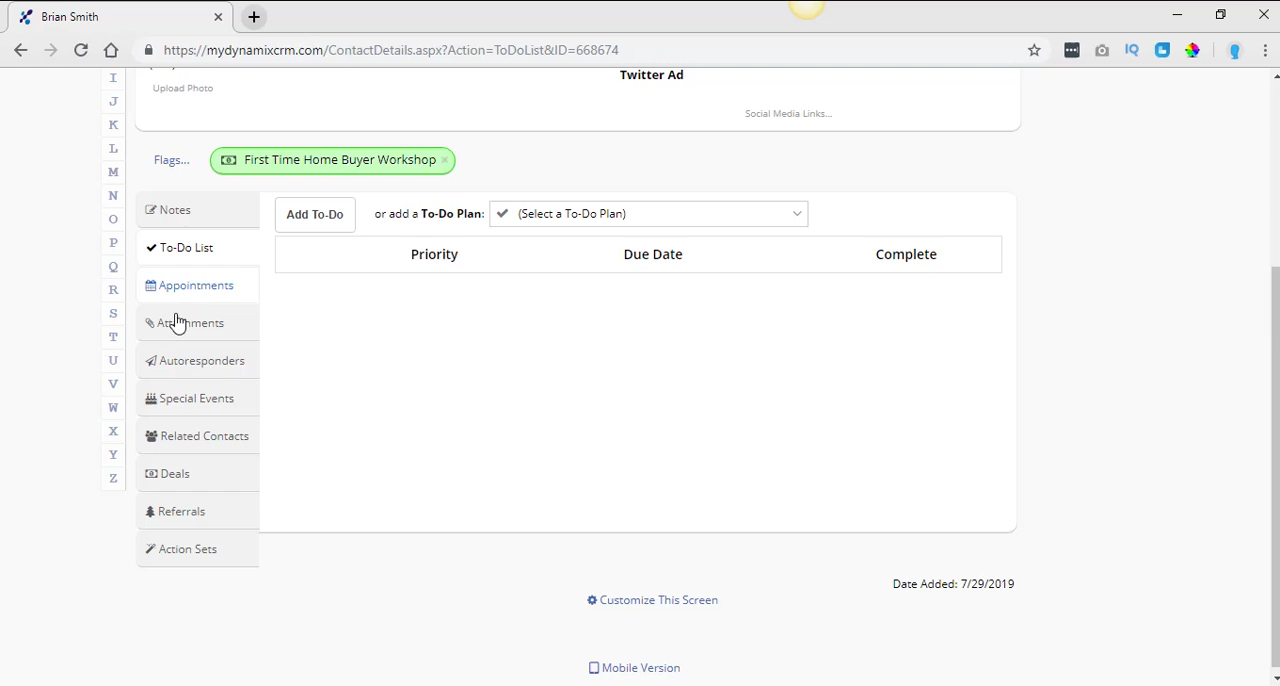 Brian Smith
https://mydynamixcrm.com/ContactDetails.aspx?Action=ToDoList&ID=668674
IQ
Twitter Ad
Upload Photo
Social Media Links...
Flags...
First Time Home Buyer Workshop
I
J
K
L
M
N
O
P
Q
R
S
T
U
V
W
X
Y
Z
Notes
To-Do List
Appointments
Autoresponders
Special Events
Related Contacts
Deals
Referrals
Action Sets
Add To-Do
or add a To-Do Plan:
(Select a To-Do Plan)
Priority Due Date Complete
Date Added: 7/29/2019
Customize This Screen
Mobile Version